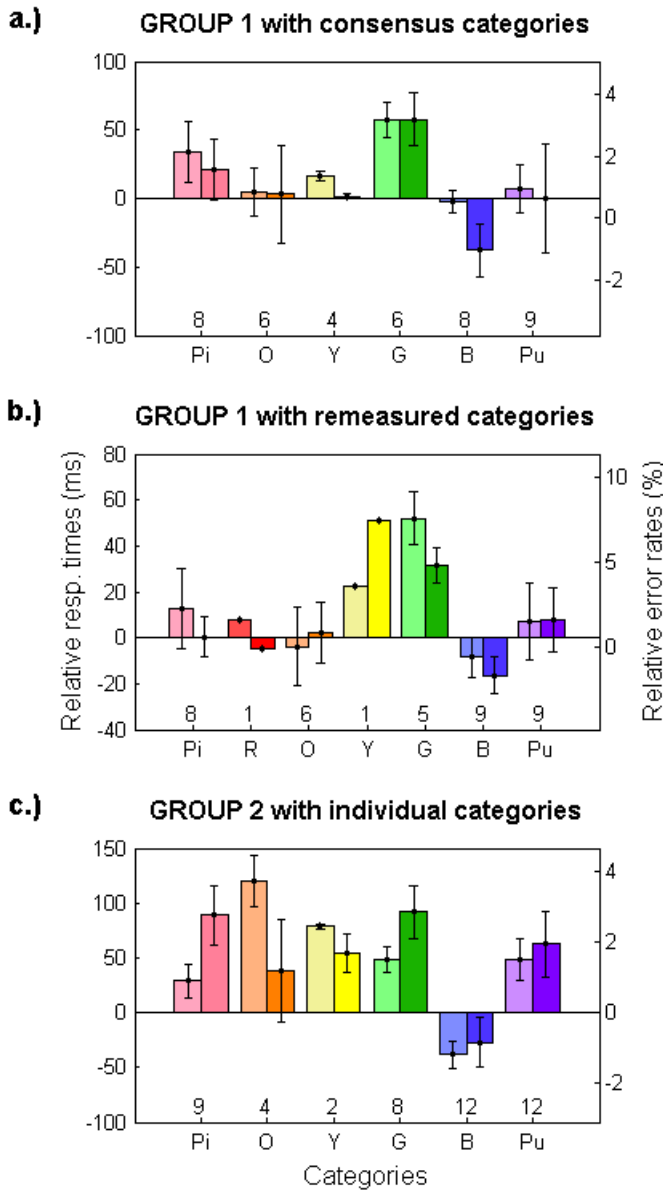 a.) GROUP 1 with consensus categories
100
50
0
-50
-100
4
2
0
-2
8 6 4 6 8 9
Pi O Y G B Pu
b.) GROUP 1 with remeasured categories
Relative resp. times (ms)
80
60
40
20
0
-20
-40
10
5
0
Relative error rates (%)
8 1 6 1 5 9 9
Pi R O Y G B Pu
c.) GROUP 2 with individual categories
150
100
50
0
-50
-100
4
2
0
-2
9 4 2 8 12 12
Pi O Y G B Pu
Categories